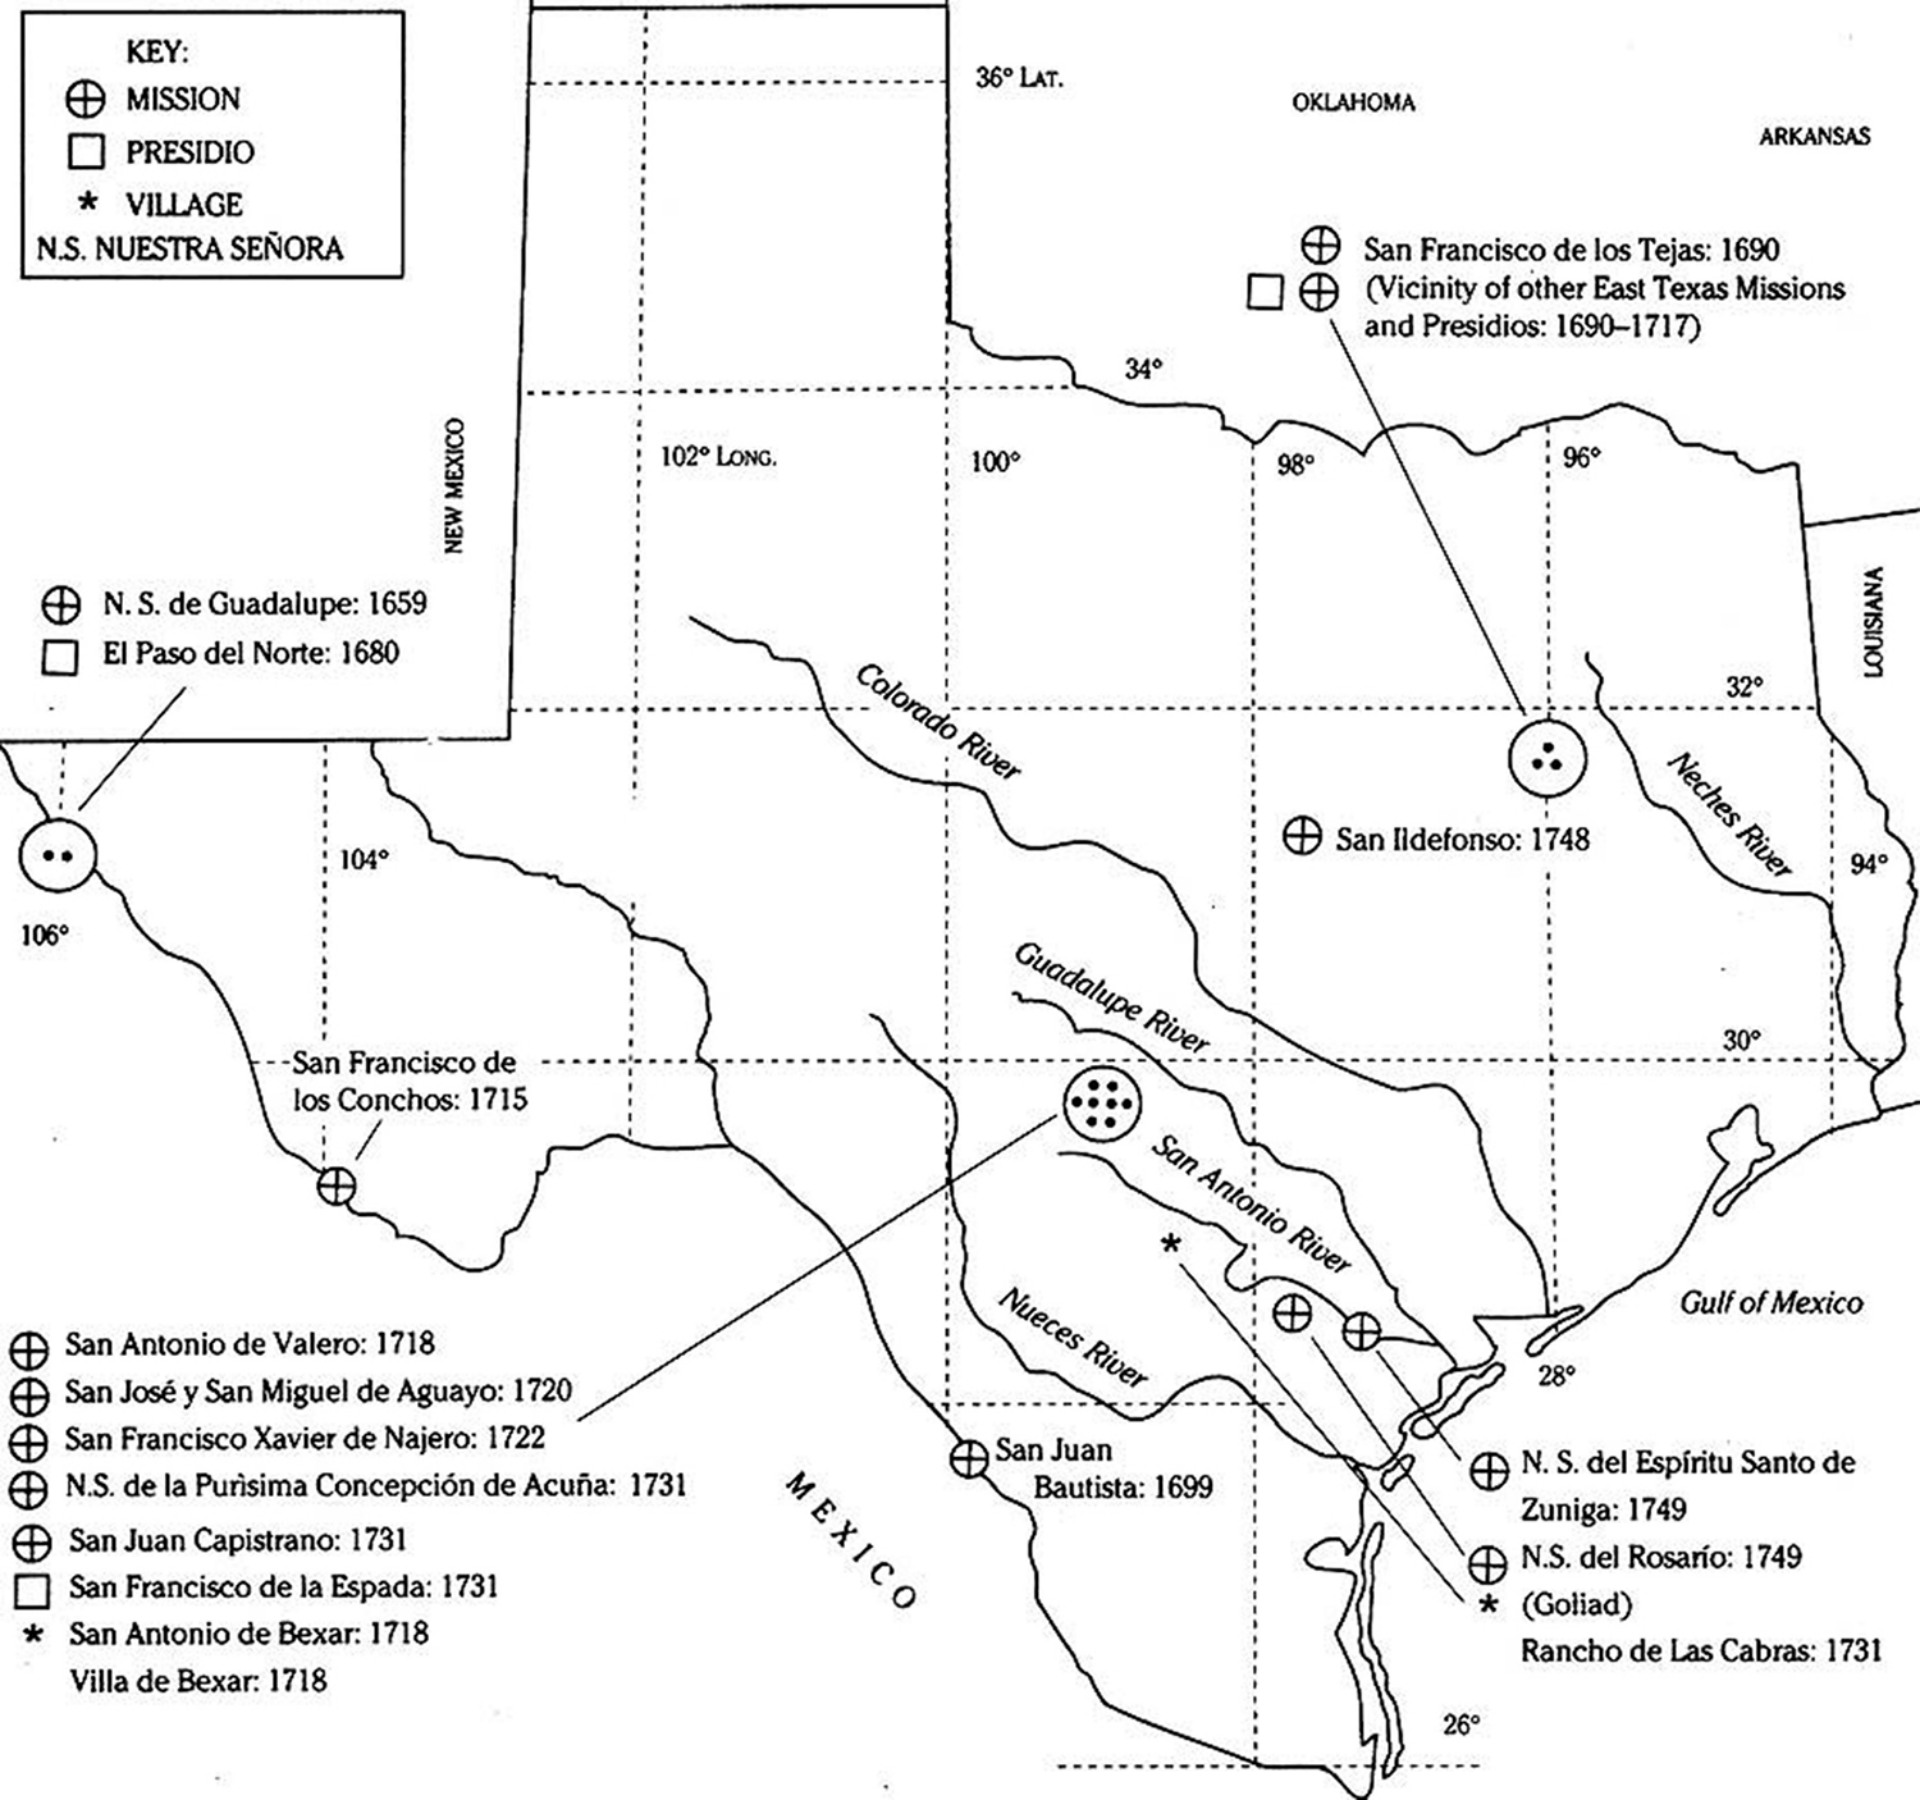 KEY:
MISSION
PRESIDIO
* VILLAGE
N.S. NUESTRA SEÑORA
36° LAT.
OKLAHOMA
ARKANSAS
San Francisco de los Tejas: 1690
(Vicinity of other East Texas Missions
and Presidios: 1690–1717)
34°
NEW MEXICO
102° LONG.
100°
98°
96°
LOUISIANA
N. S. de Guadalupe: 1659
El Paso del Norte: 1680
32°
Colorado River
Neches River
San Ildefonso: 1748
104°
94°
106°
Guadalupe River
30°
San Francisco de
los Conchos: 1715
San Antonio River
*
Nueces River
Gulf of Mexico
28°
San Antonio de Valero: 1718
San José y San Miguel de Aguayo: 1720
San Francisco Xavier de Najero: 1722
N.S. de la Purìsima Concepción de Acuña: 1731
San Juan Capistrano: 1731
San Francisco de la Espada: 1731
* San Antonio de Bexar: 1718
Villa de Bexar: 1718
San Juan
Bautista: 1699
MEXICO
N. S. del Espíritu Santo de
Zuniga: 1749
N.S. del Rosarío: 1749
* (Goliad)
Rancho de Las Cabras: 1731
26°